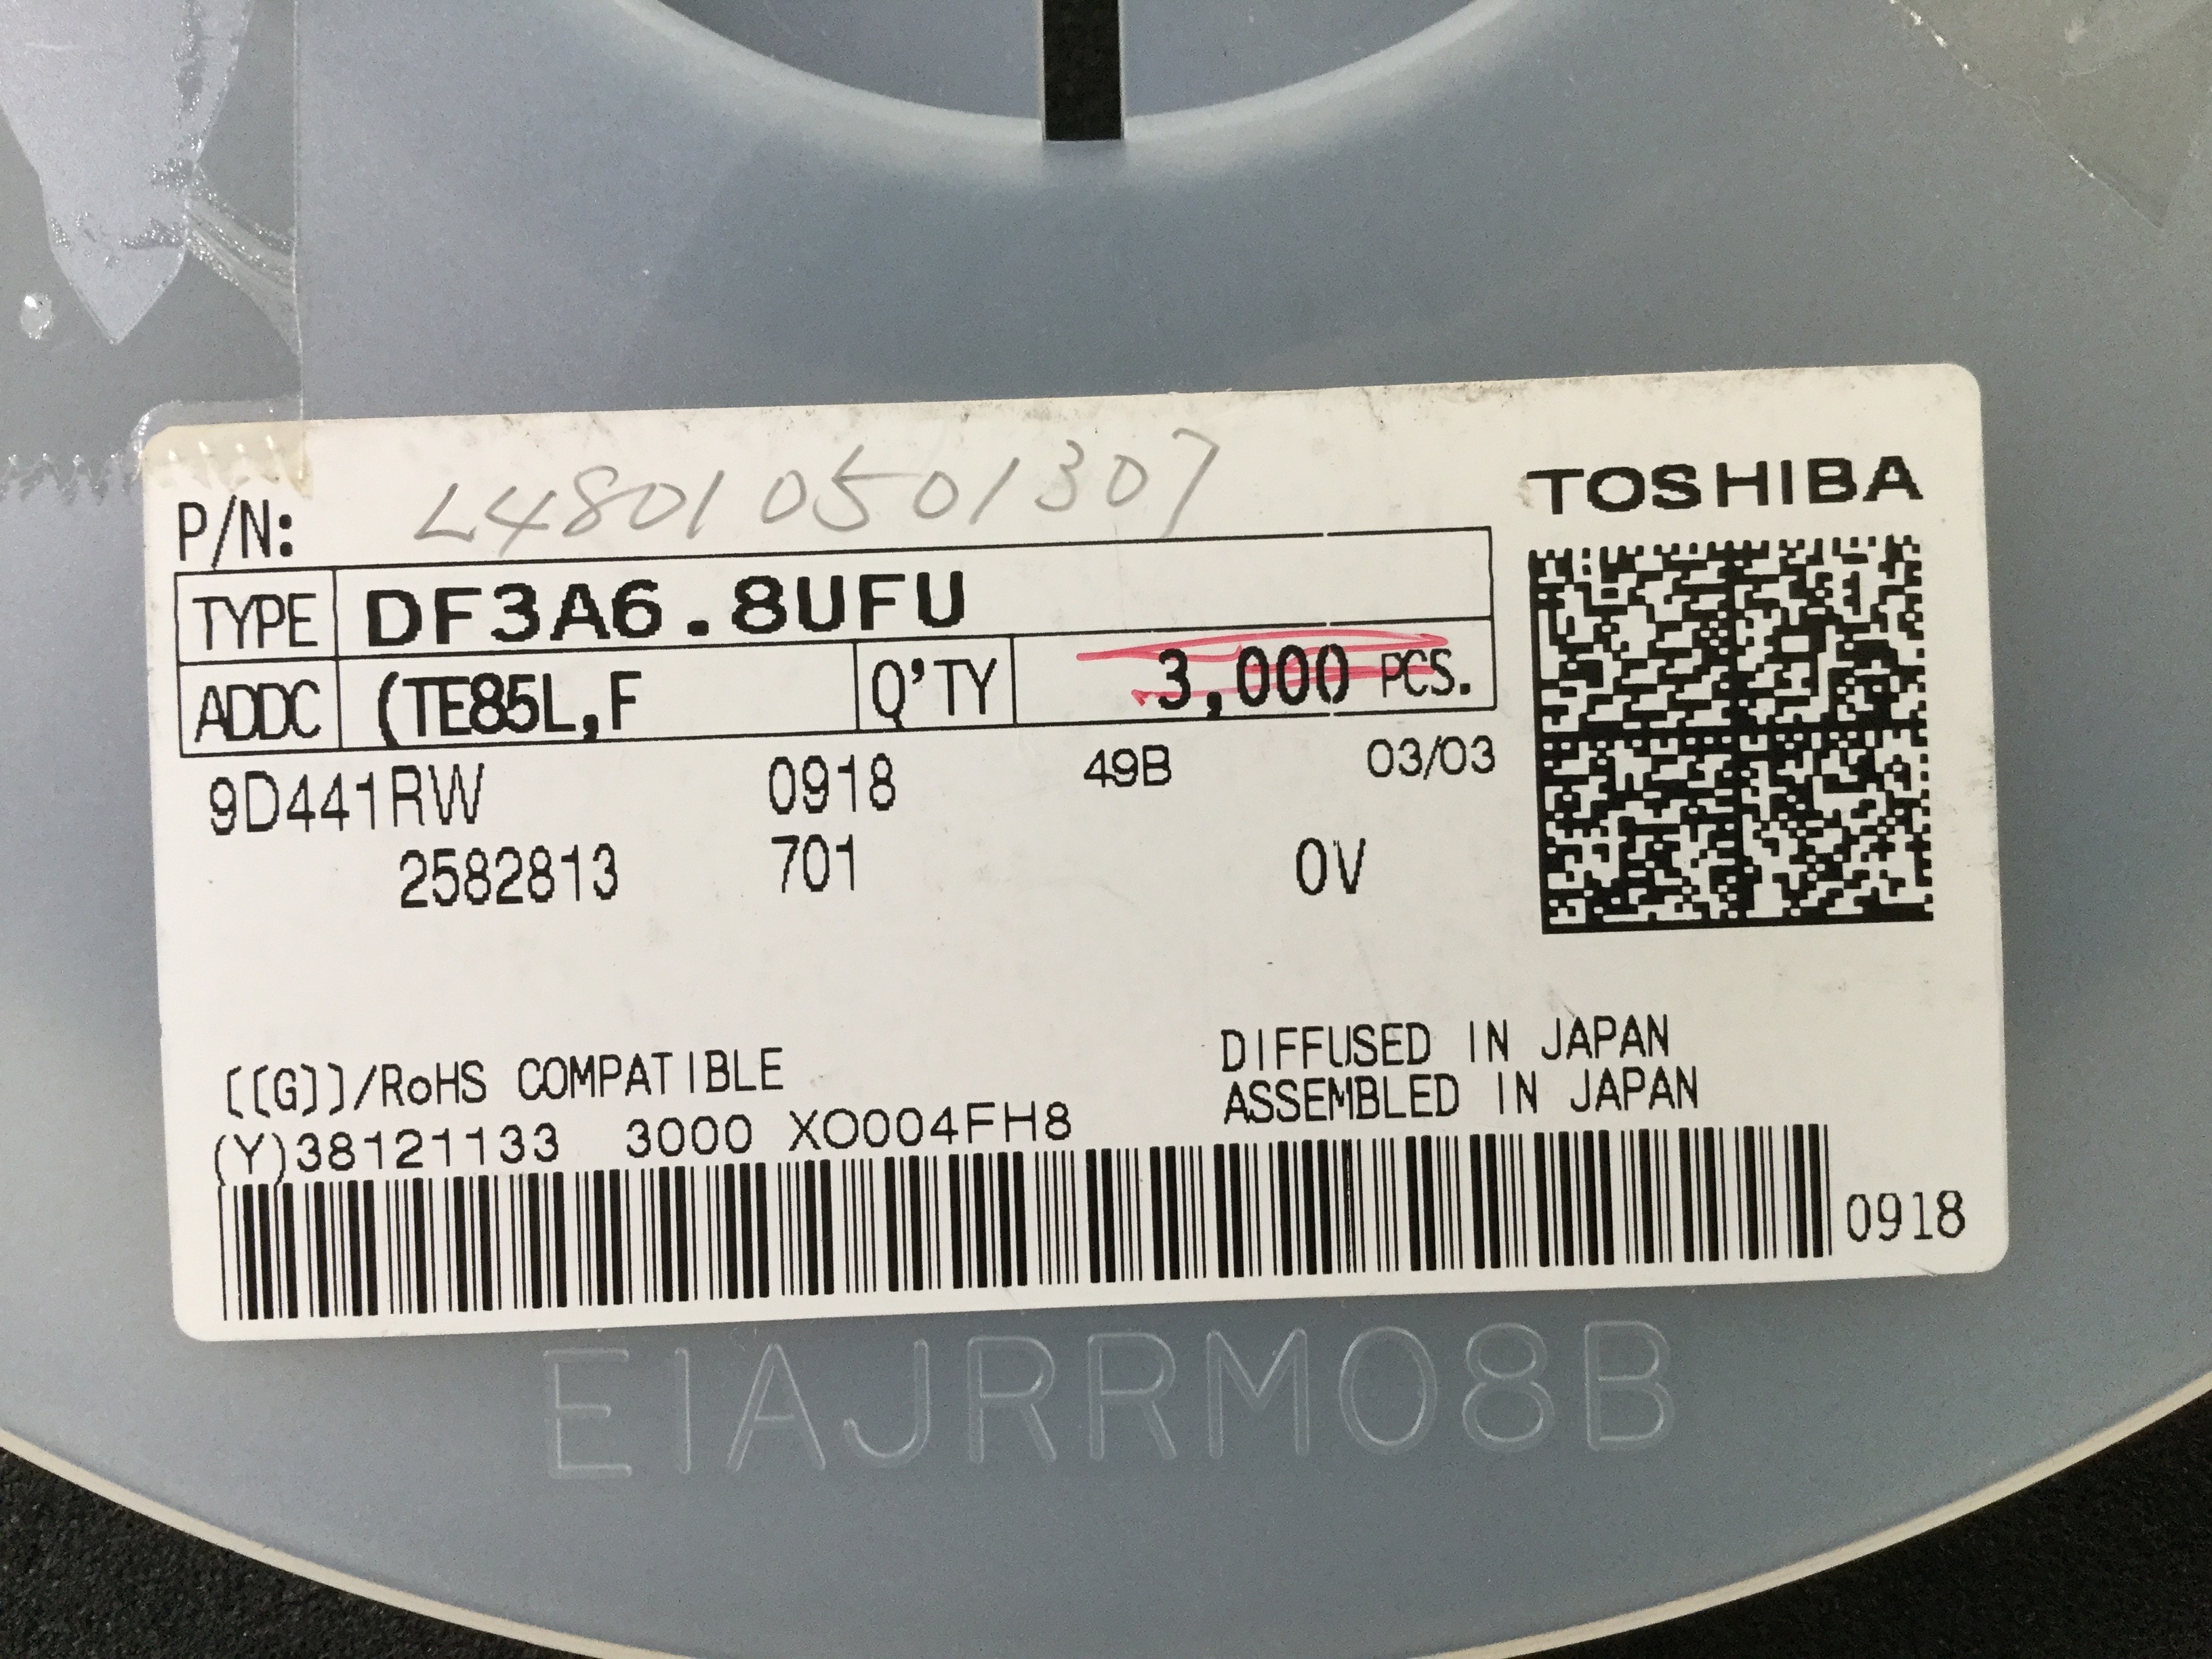 L48010501307
P/N:
TOSHIBA
TYPE DF3A6.8UFU
ADDC (TE85L,F Q'TY 3,000 PCS.
9D441RW 0918 49B 03/03
2582813 701 0V
[[G]]/RoHS COMPATIBLE
DIFFUSED IN JAPAN
ASSEMBLED IN JAPAN
(Y)38121133 3000 XO004FH8
0918
EIAJRRM08B